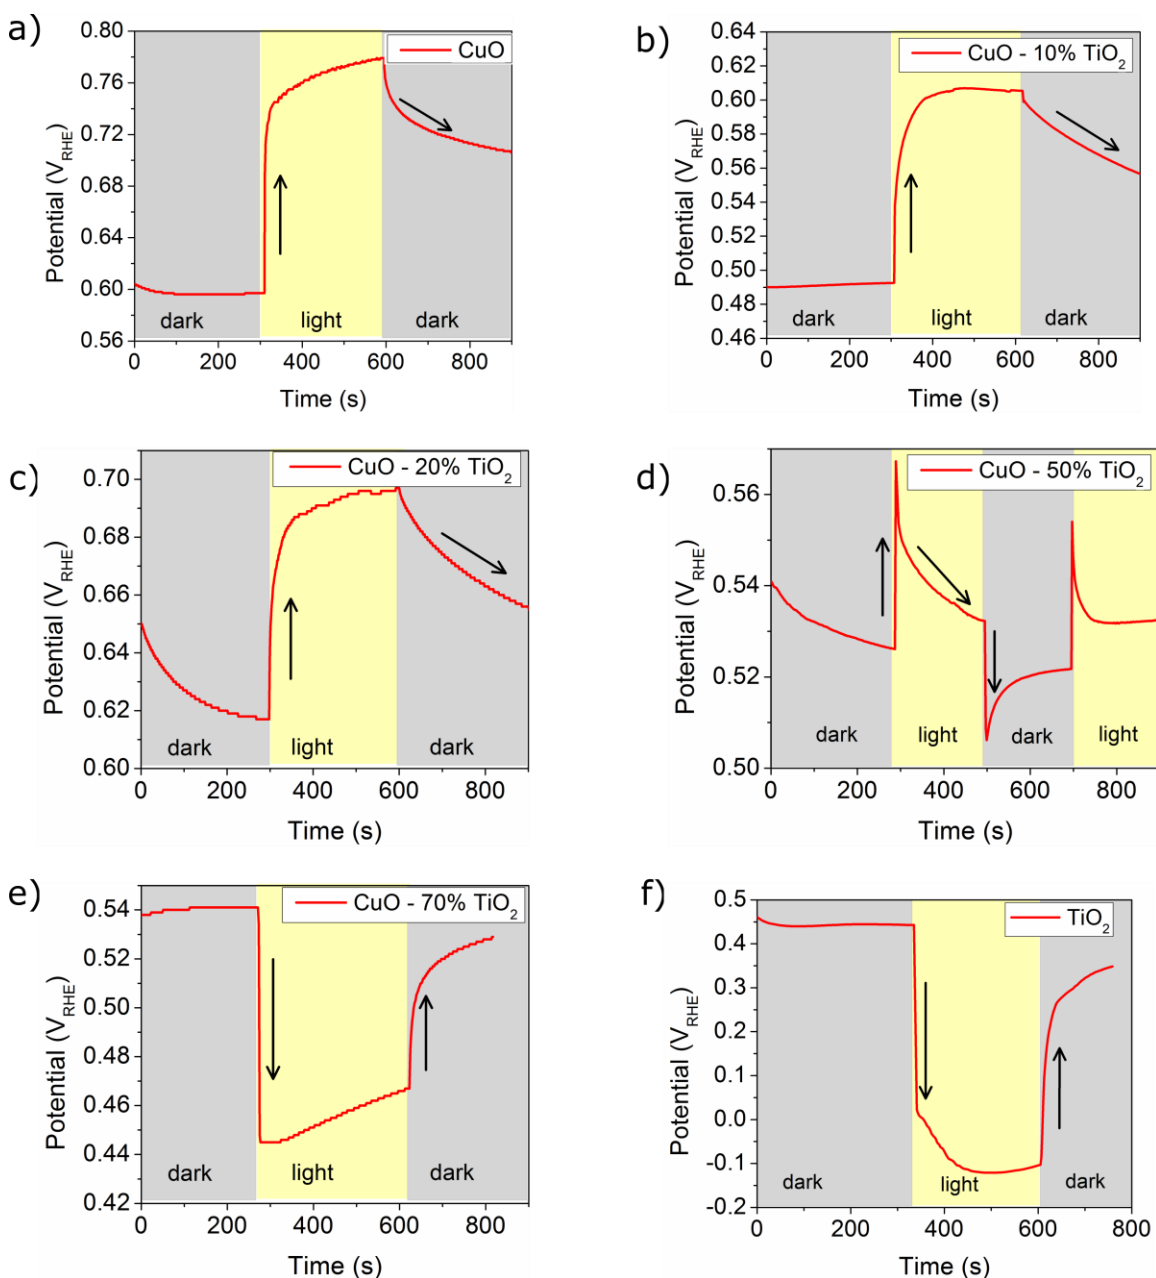 a)
CuO
0.80
0.76
0.72
0.68
0.64
0.60
0.56
Potential (V_RHE)
dark
light
dark
0
200
400
600
800
Time (s)
b)
CuO - 10% TiO₂
0.64
0.62
0.60
0.58
0.56
0.54
0.52
0.50
0.49
0.48
0.46
Potential (V_RHE)
dark
light
dark
0
200
400
600
800
Time (s)
c)
CuO - 20% TiO₂
0.70
0.68
0.66
0.64
0.62
0.60
Potential (V_RHE)
dark
light
dark
0
200
400
600
800
Time (s)
d)
CuO - 50% TiO₂
0.56
0.54
0.52
0.50
Potential (V_RHE)
dark
light
dark
light
0
200
400
600
800
Time (s)
e)
CuO - 70% TiO₂
0.54
0.52
0.50
0.48
0.46
0.44
0.42
Potential (V_RHE)
dark
light
dark
0
200
400
600
800
Time (s)
f)
TiO₂
0.5
0.4
0.3
0.2
0.1
0.0
-0.1
-0.2
Potential (V_RHE)
dark
light
dark
0
200
400
600
800
Time (s)